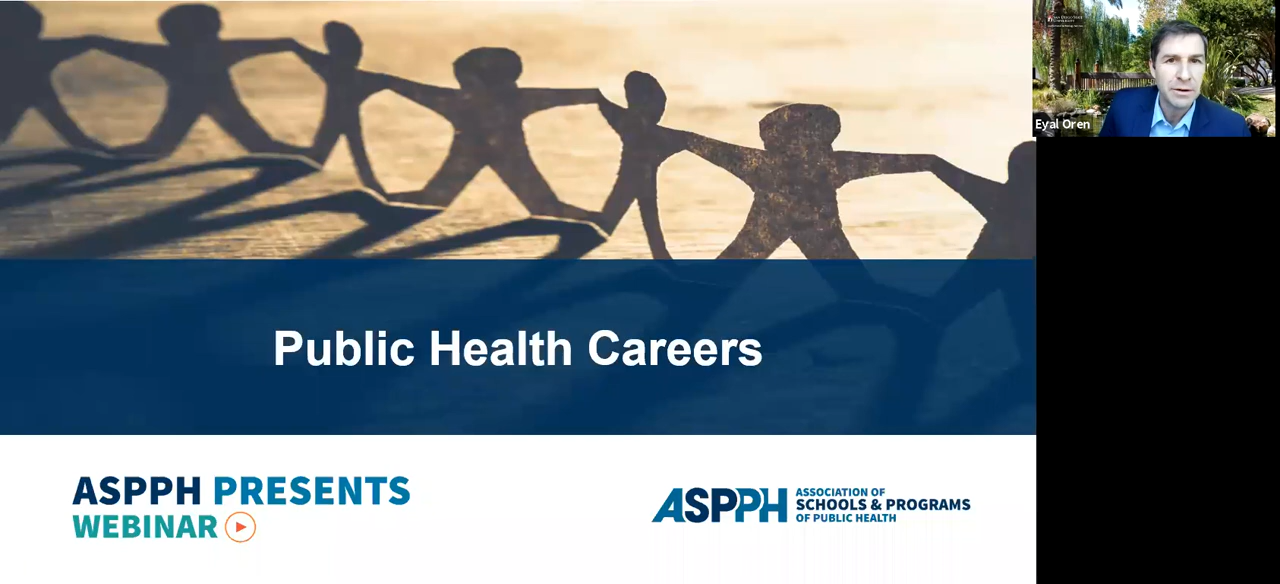 Eyal Oren
Public Health Careers
ASPPH PRESENTS
WEBINAR
ASPPH
ASSOCIATION OF
SCHOOLS & PROGRAMS
OF PUBLIC HEALTH